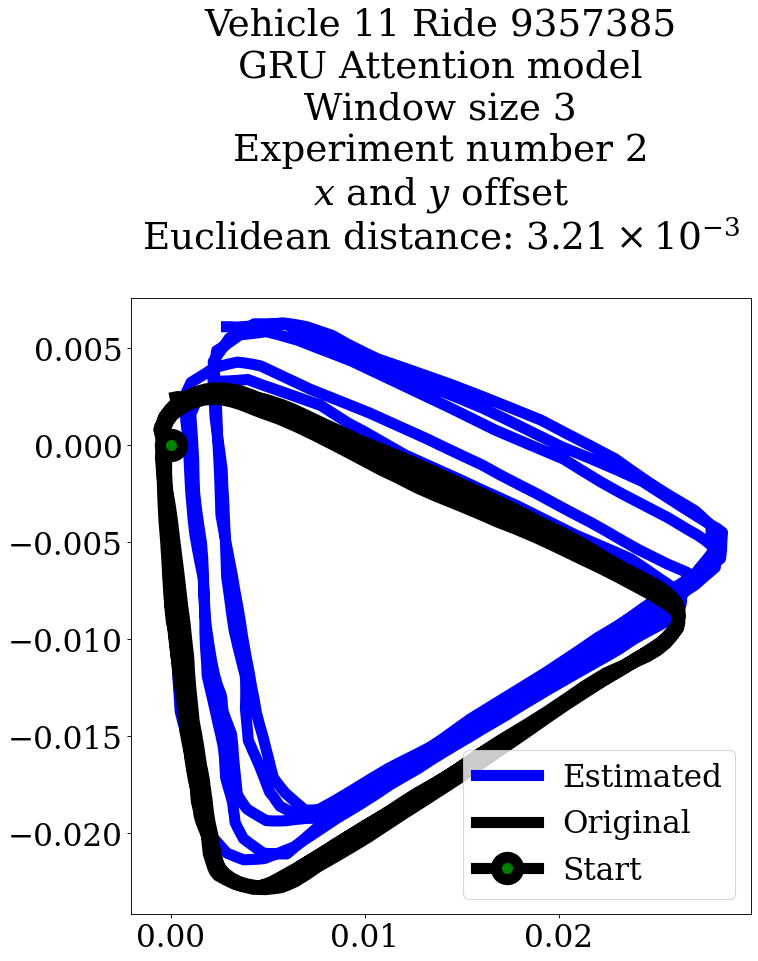 Vehicle 11 Ride 9357385
GRU Attention model
Window size 3
Experiment number 2
x and y offset
Euclidean distance: 3.21 × 10⁻³
0.005
0.000
−0.005
−0.010
−0.015
−0.020
Estimated
Original
Start
0.00 0.01 0.02